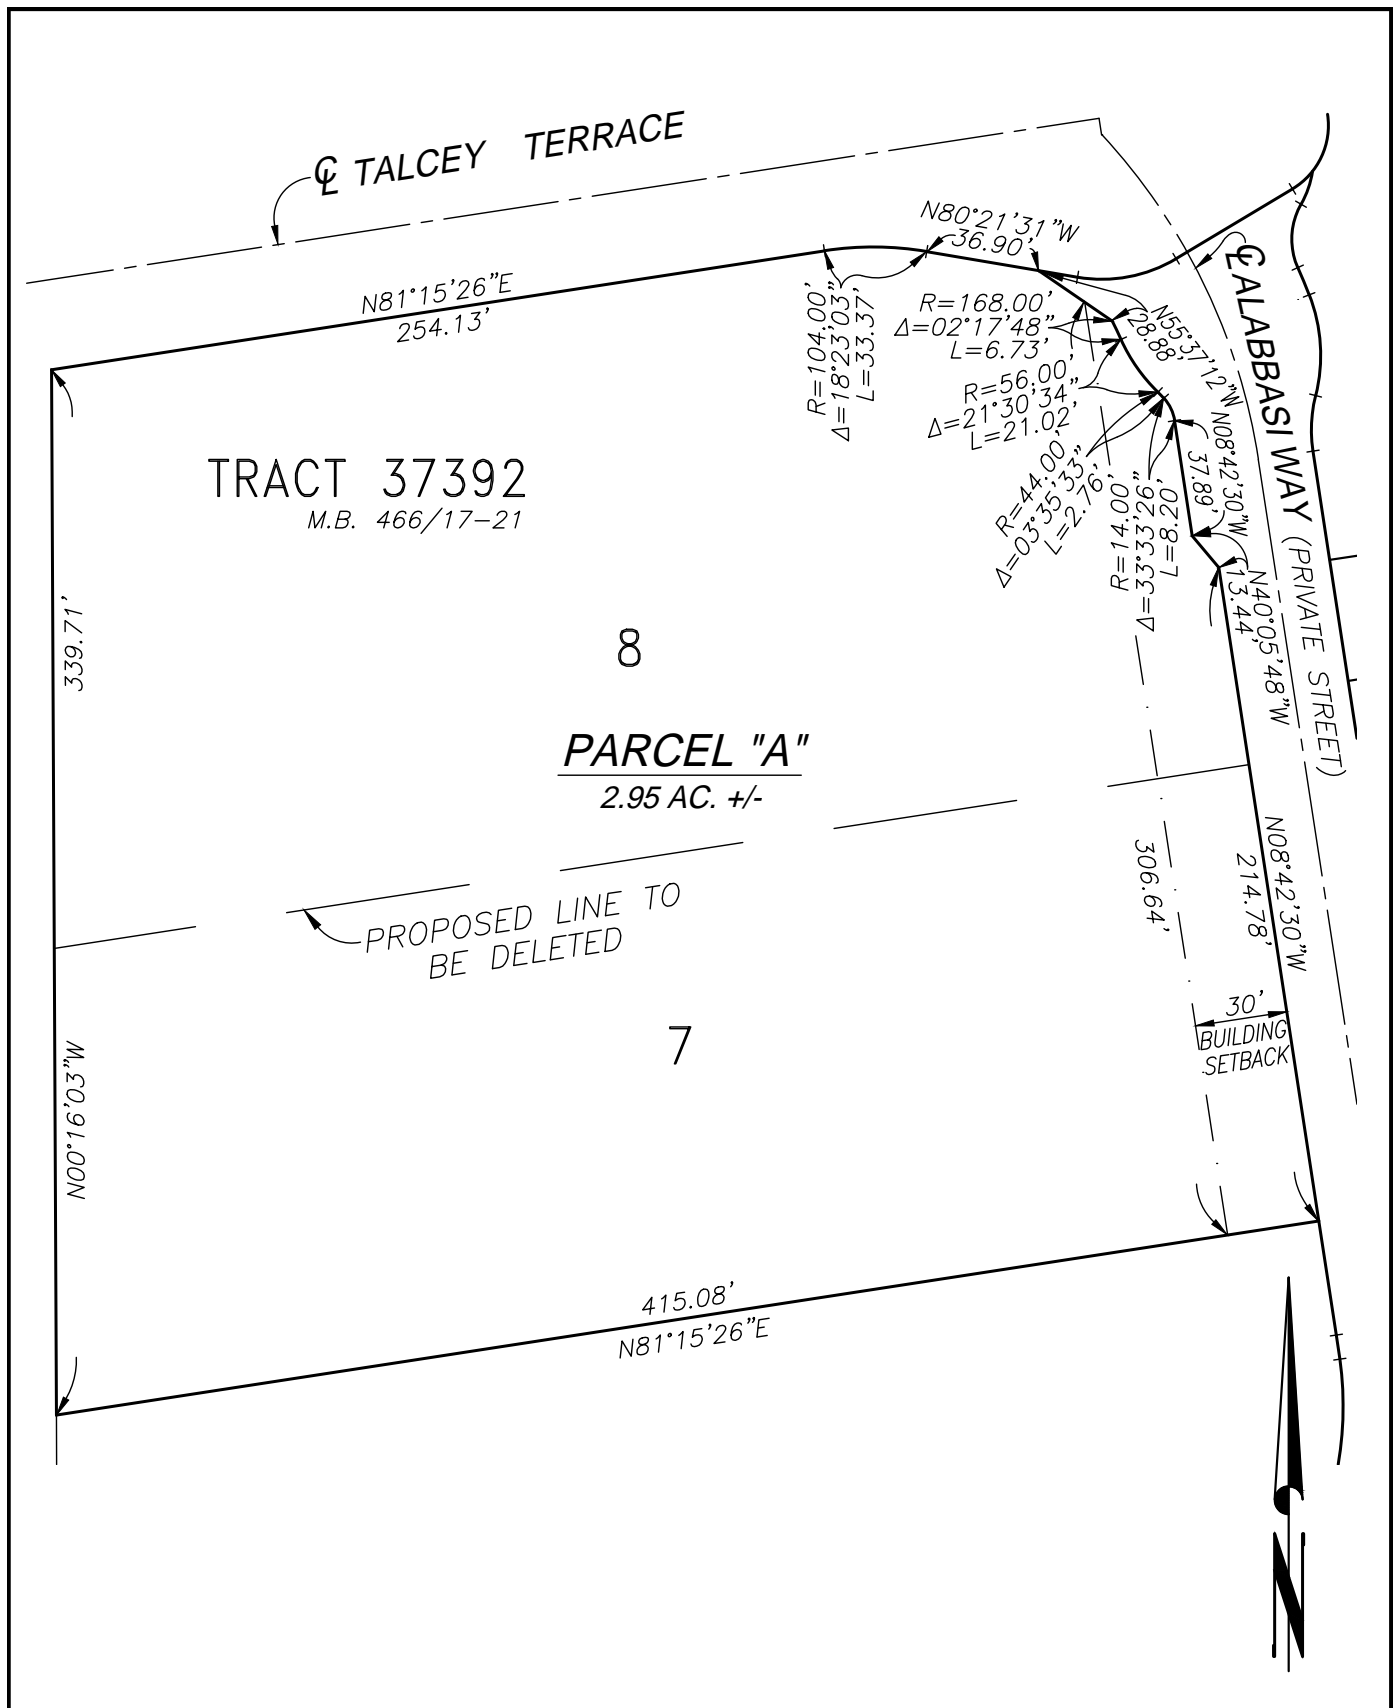 ℄ TALCEY TERRACE
N81°15'26"E
254.13'
N80°21'31"W
36.90'
R=104.00'
Δ=18°23'03"
L=33.37'
R=168.00'
Δ=02°17'48"
L=6.73'
N55°37'12"W
28.88'
R=56.00'
Δ=21°30'34"
L=21.02'
R=44.00'
Δ=03°35'33"
L=2.76'
R=14.00'
Δ=33°33'26"
L=8.20'
N08°42'30"W
37.89'
N40°05'48"W
13.44'
℄ ALABBASI WAY (PRIVATE STREET)
TRACT 37392
M.B. 466/17-21
339.71'
8
PARCEL "A"
2.95 AC. +/-
PROPOSED LINE TO
BE DELETED
306.64'
N08°42'30"W
214.78'
30'
BUILDING
SETBACK
7
N00°16'03"W
415.08'
N81°15'26"E
N